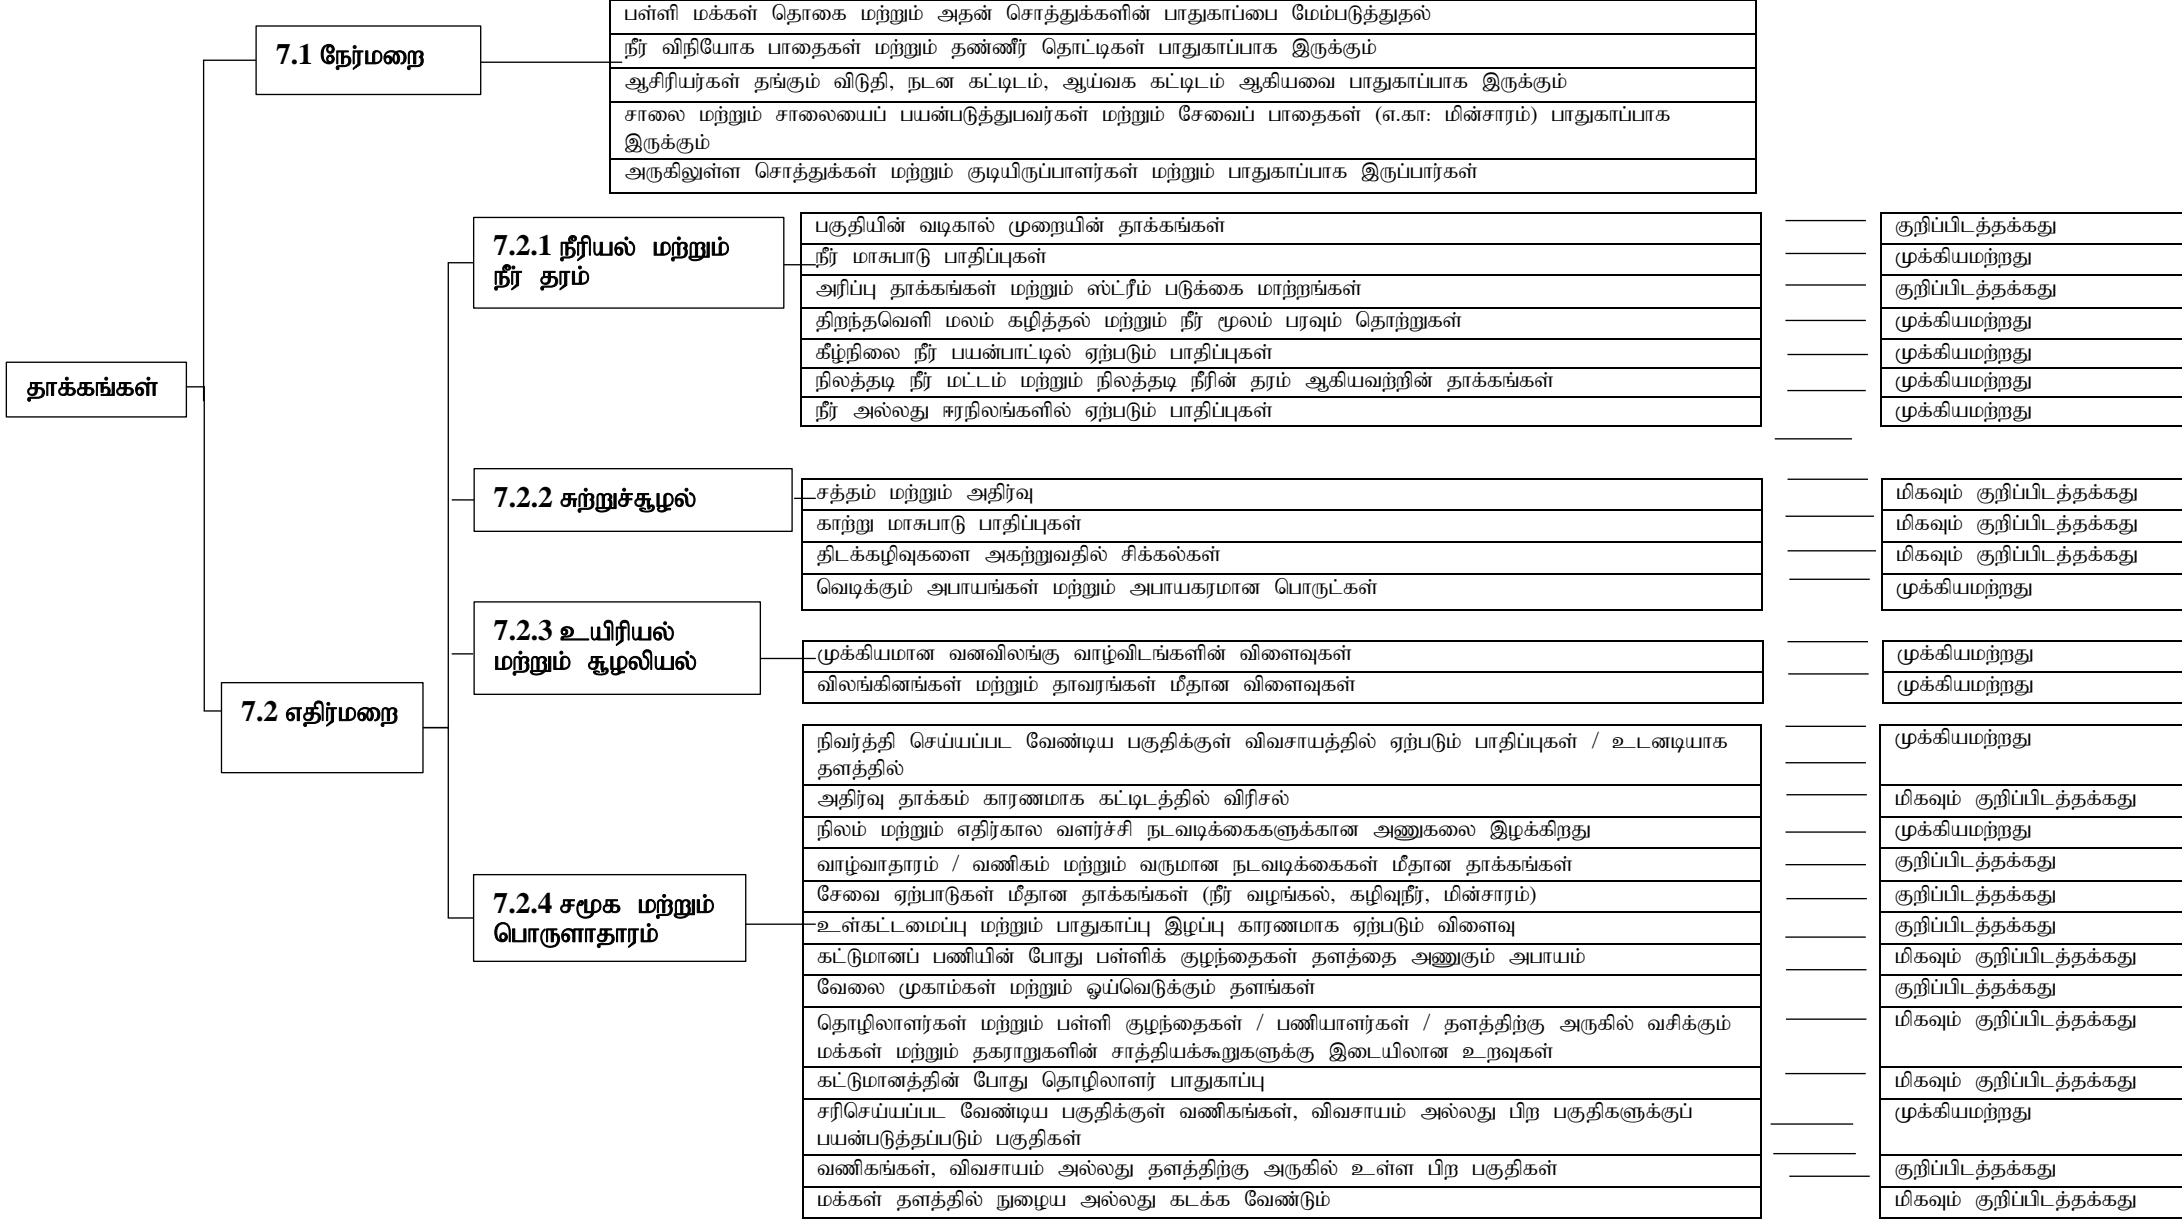 தாக்கங்கள்
7.1 நேர்மறை
பள்ளி மக்கள் தொகை மற்றும் அதன் சொத்துக்களின் பாதுகாப்பை மேம்படுத்துதல்
நீர் விநியோக பாதைகள் மற்றும் தண்ணீர் தொட்டிகள் பாதுகாப்பாக இருக்கும்
ஆசிரியர்கள் தங்கும் விடுதி, நடன கட்டிடம், ஆய்வக கட்டிடம் ஆகியவை பாதுகாப்பாக இருக்கும்
சாலை மற்றும் சாலையைப் பயன்படுத்துபவர்கள் மற்றும் சேவைப் பாதைகள் (எ.கா: மின்சாரம்) பாதுகாப்பாக
இருக்கும்
அருகிலுள்ள சொத்துக்கள் மற்றும் குடியிருப்பாளர்கள் மற்றும் பாதுகாப்பாக இருப்பார்கள்
7.2 எதிர்மறை
7.2.1 நீரியல் மற்றும்
நீர் தரம்
பகுதியின் வடிகால் முறையின் தாக்கங்கள்
குறிப்பிடத்தக்கது
நீர் மாசுபாடு பாதிப்புகள்
முக்கியமற்றது
அரிப்பு தாக்கங்கள் மற்றும் ஸ்ட்ரீம் படுக்கை மாற்றங்கள்
குறிப்பிடத்தக்கது
திறந்தவெளி மலம் கழித்தல் மற்றும் நீர் மூலம் பரவும் தொற்றுகள்
முக்கியமற்றது
கீழ்நிலை நீர் பயன்பாட்டில் ஏற்படும் பாதிப்புகள்
முக்கியமற்றது
நிலத்தடி நீர் மட்டம் மற்றும் நிலத்தடி நீரின் தரம் ஆகியவற்றின் தாக்கங்கள்
முக்கியமற்றது
நீர் அல்லது ஈரநிலங்களில் ஏற்படும் பாதிப்புகள்
முக்கியமற்றது
7.2.2 சுற்றுச்சூழல்
சத்தம் மற்றும் அதிர்வு
மிகவும் குறிப்பிடத்தக்கது
காற்று மாசுபாடு பாதிப்புகள்
மிகவும் குறிப்பிடத்தக்கது
திடக்கழிவுகளை அகற்றுவதில் சிக்கல்கள்
மிகவும் குறிப்பிடத்தக்கது
வெடிக்கும் அபாயங்கள் மற்றும் அபாயகரமான பொருட்கள்
முக்கியமற்றது
7.2.3 உயிரியல்
மற்றும் சூழலியல்
முக்கியமான வனவிலங்கு வாழ்விடங்களின் விளைவுகள்
முக்கியமற்றது
விலங்கினங்கள் மற்றும் தாவரங்கள் மீதான விளைவுகள்
முக்கியமற்றது
7.2.4 சமூக மற்றும்
பொருளாதாரம்
நிவர்த்தி செய்யப்பட வேண்டிய பகுதிக்குள் விவசாயத்தில் ஏற்படும் பாதிப்புகள் / உடனடியாக
தளத்தில்
முக்கியமற்றது
அதிர்வு தாக்கம் காரணமாக கட்டிடத்தில் விரிசல்
மிகவும் குறிப்பிடத்தக்கது
நிலம் மற்றும் எதிர்கால வளர்ச்சி நடவடிக்கைகளுக்கான அணுகலை இழக்கிறது
முக்கியமற்றது
வாழ்வாதாரம் / வணிகம் மற்றும் வருமான நடவடிக்கைகள் மீதான தாக்கங்கள்
குறிப்பிடத்தக்கது
சேவை ஏற்பாடுகள் மீதான தாக்கங்கள் (நீர் வழங்கல், கழிவுநீர், மின்சாரம்)
குறிப்பிடத்தக்கது
உள்கட்டமைப்பு மற்றும் பாதுகாப்பு இழப்பு காரணமாக ஏற்படும் விளைவு
குறிப்பிடத்தக்கது
கட்டுமானப் பணியின் போது பள்ளிக் குழந்தைகள் தளத்தை அணுகும் அபாயம்
மிகவும் குறிப்பிடத்தக்கது
வேலை முகாம்கள் மற்றும் ஓய்வெடுக்கும் தளங்கள்
குறிப்பிடத்தக்கது
தொழிலாளர்கள் மற்றும் பள்ளி குழந்தைகள் / பணியாளர்கள் / தளத்திற்கு அருகில் வசிக்கும்
மக்கள் மற்றும் தகராறுகளின் சாத்தியக்கூறுகளுக்கு இடையிலான உறவுகள்
மிகவும் குறிப்பிடத்தக்கது
கட்டுமானத்தின் போது தொழிலாளர் பாதுகாப்பு
மிகவும் குறிப்பிடத்தக்கது
சரிசெய்யப்பட வேண்டிய பகுதிக்குள் வணிகங்கள், விவசாயம் அல்லது பிற பகுதிகளுக்குப்
பயன்படுத்தப்படும் பகுதிகள்
முக்கியமற்றது
வணிகங்கள், விவசாயம் அல்லது தளத்திற்கு அருகில் உள்ள பிற பகுதிகள்
குறிப்பிடத்தக்கது
மக்கள் தளத்தில் நுழைய அல்லது கடக்க வேண்டும்
மிகவும் குறிப்பிடத்தக்கது